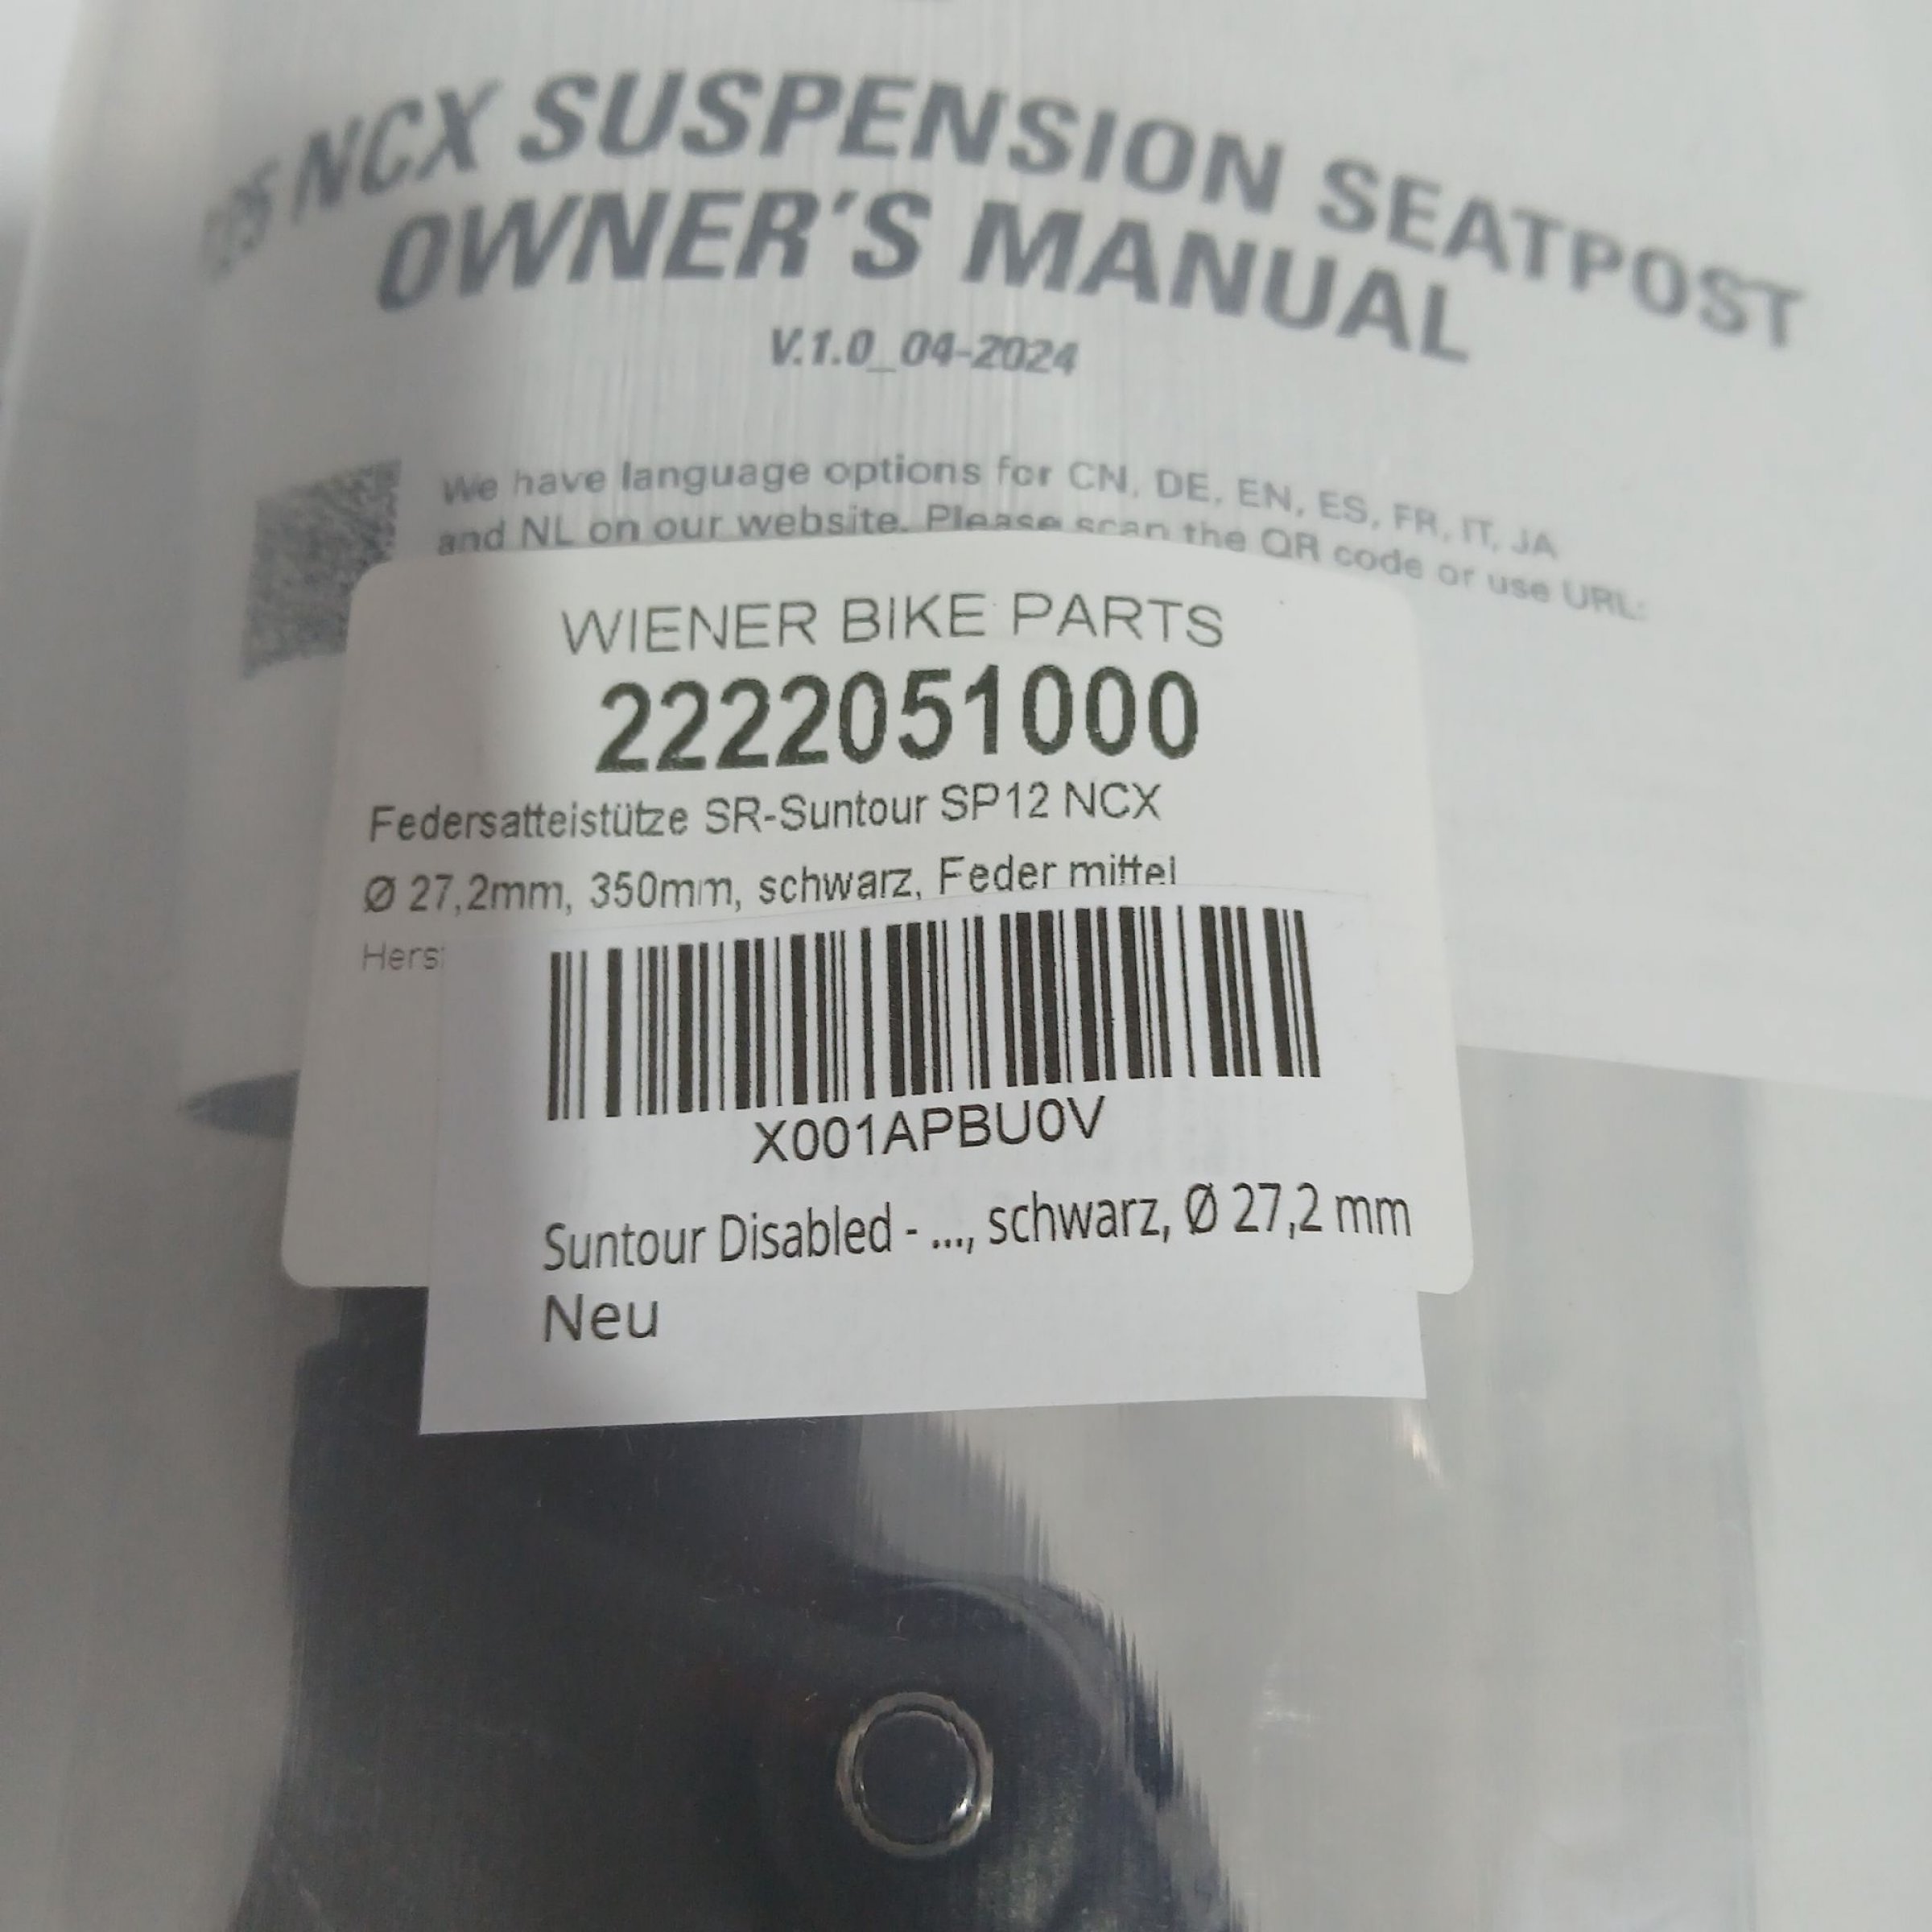 NCX SUSPENSION SEATPOST
OWNER'S MANUAL
V.1.0_04-2024
We have language options for CN, DE, EN, ES, FR, IT, JA
and NL on our website. Please scan the QR code or use URL:
WIENER BIKE PARTS
2222051000
Federsattelstütze SR-Suntour SP12 NCX
Ø 27,2mm, 350mm, schwarz, Feder mittel
X001APBU0V
Suntour Disabled - ..., schwarz, Ø 27,2 mm
Neu